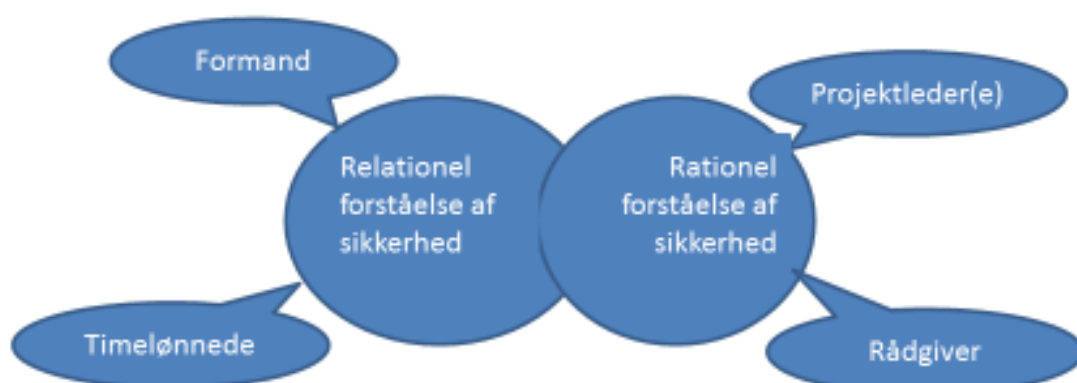 Formand
Projektleder(e)
Relationel
forståelse af
sikkerhed
Rationel
forståelse af
sikkerhed
Timelønnede
Rådgiver